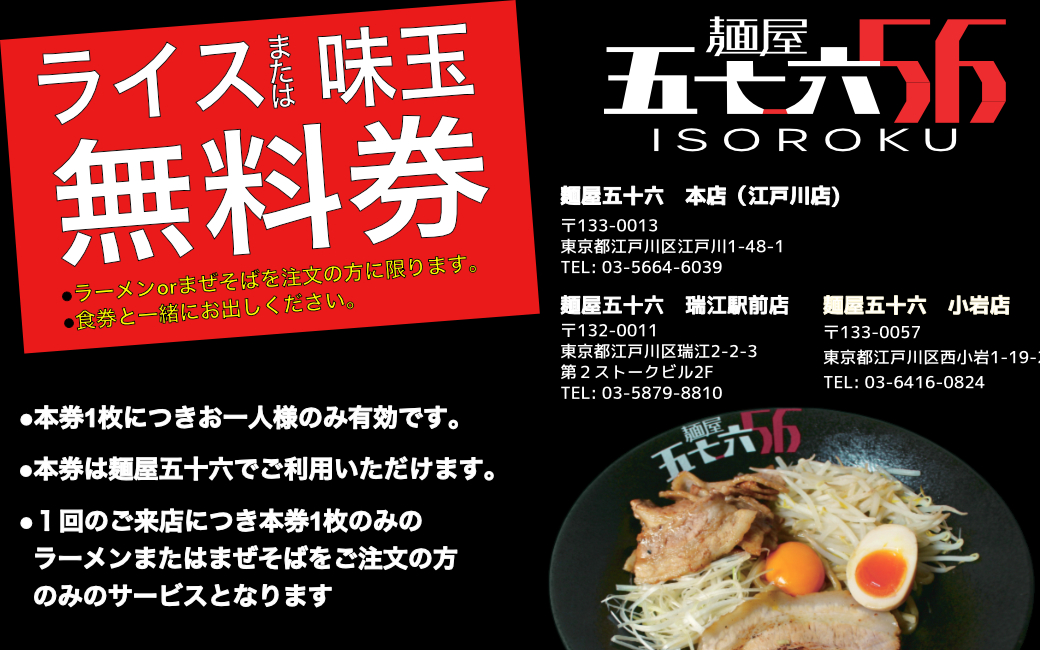 ライスまたは味玉
無料券
●ラーメンorまぜそばを注文の方に限ります。
●食券と一緒にお出しください。
●本券1枚につきお一人様のみ有効です。
●本券は麺屋五十六でご利用いただけます。
●１回のご来店につき本券1枚のみの
ラーメンまたはまぜそばをご注文の方
のみのサービスとなります
麺屋
五十六56
ISOROKU
麺屋五十六　本店（江戸川店)
〒133-0013
東京都江戸川区江戸川1-48-1
TEL: 03-5664-6039
麺屋五十六　瑞江駅前店
〒132-0011
東京都江戸川区瑞江2-2-3
第２ストークビル2F
TEL: 03-5879-8810
麺屋五十六　小岩店
〒133-0057
東京都江戸川区西小岩1-19-
TEL: 03-6416-0824
麺屋
五十六56